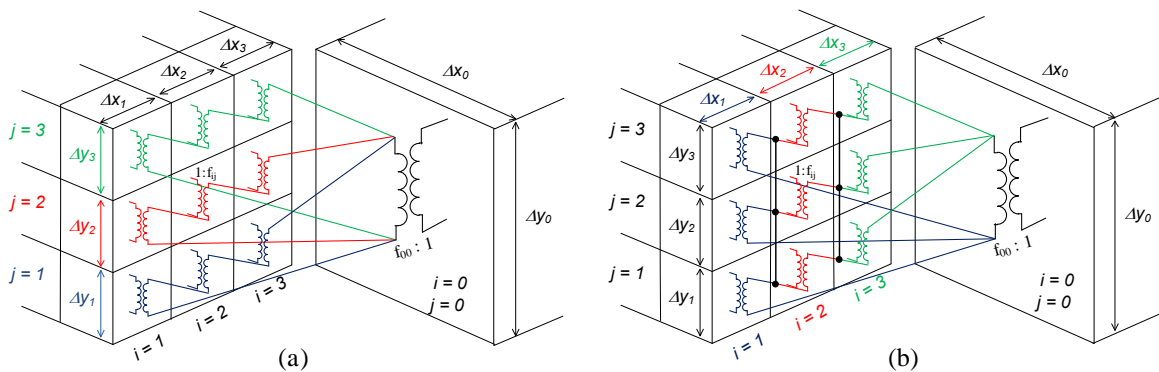 Δx₃
Δx₂
Δx₁
Δx₀
j = 3
Δy₃
1:fᵢⱼ
j = 2
Δy₂
Δy₀
f₀₀ : 1
j = 1
Δy₁
i = 3
i = 2
i = 1
i = 0
j = 0
(a)
Δx₃
Δx₂
Δx₁
Δx₀
j = 3
Δy₃
1:fᵢⱼ
j = 2
Δy₂
Δy₀
f₀₀ : 1
j = 1
Δy₁
i = 3
i = 2
i = 1
i = 0
j = 0
(b)